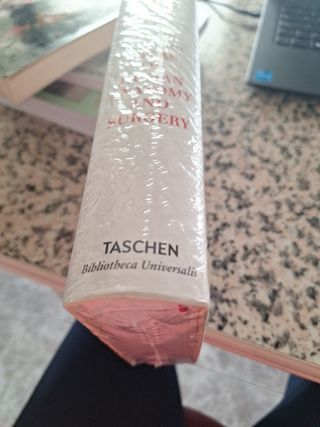 ANATOMY
AND
SURGERY
TASCHEN
Bibliotheca Universalis